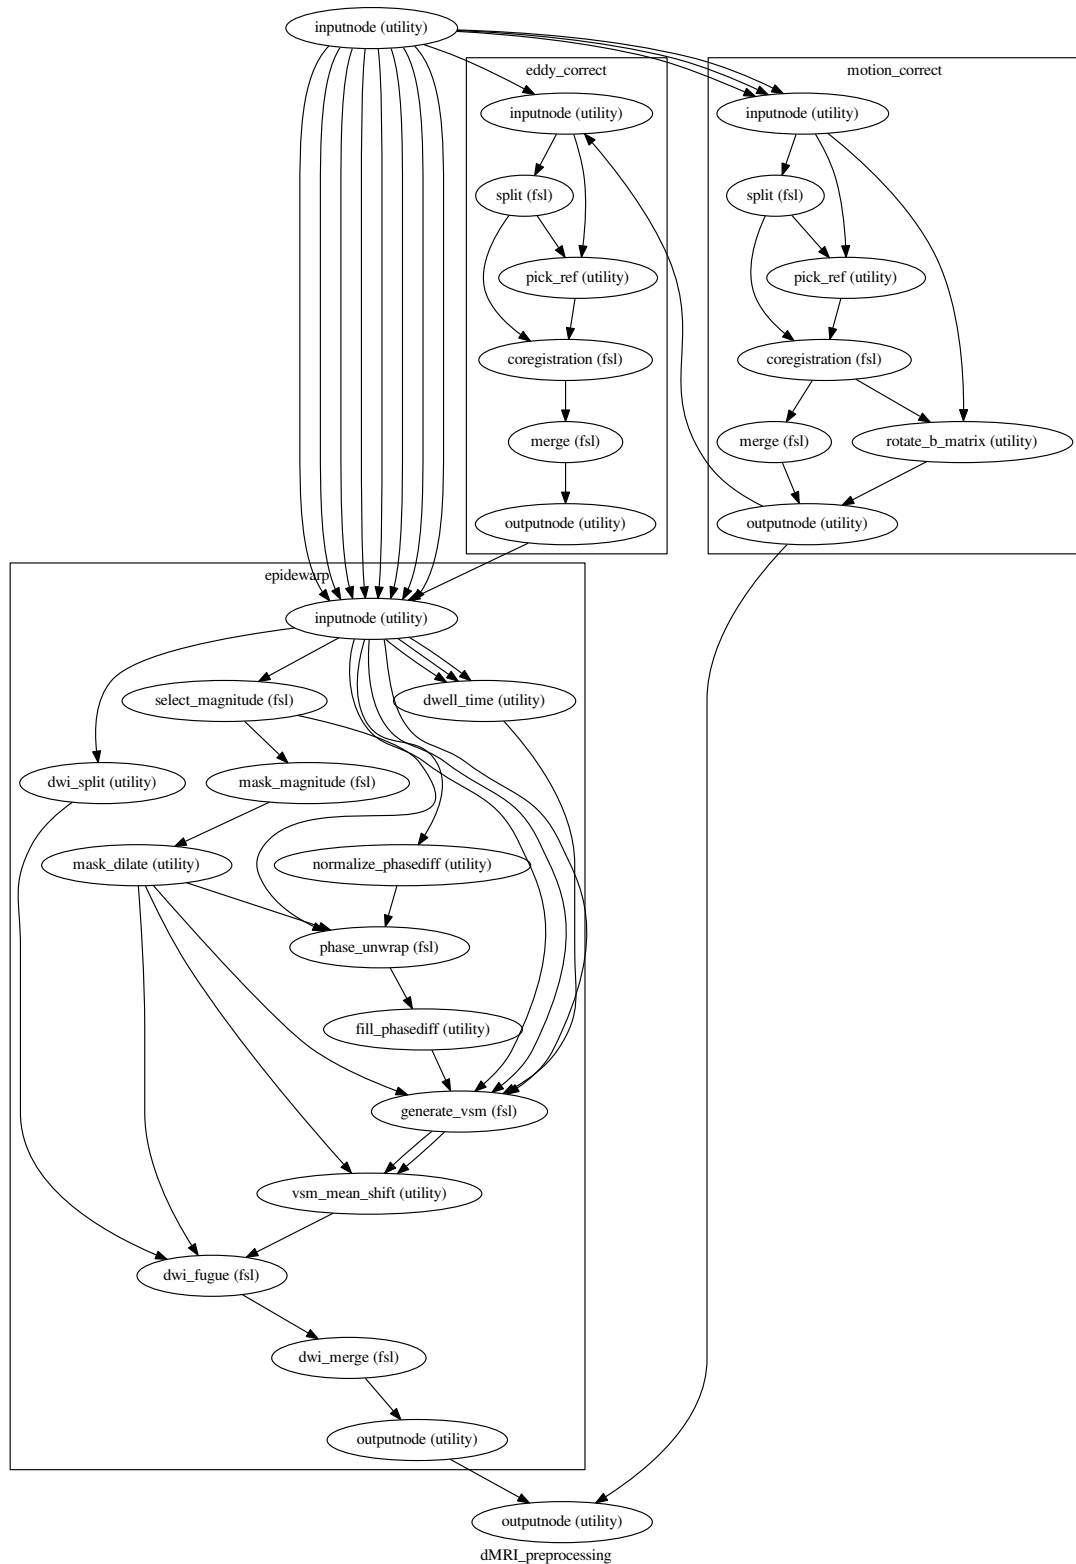 inputnode (utility)
eddy_correct
motion_correct
inputnode (utility)
inputnode (utility)
split (fsl)
split (fsl)
pick_ref (utility)
pick_ref (utility)
coregistration (fsl)
coregistration (fsl)
merge (fsl)
merge (fsl)
rotate_b_matrix (utility)
outputnode (utility)
outputnode (utility)
epidewarp
inputnode (utility)
select_magnitude (fsl)
dwell_time (utility)
dwi_split (utility)
mask_magnitude (fsl)
mask_dilate (utility)
normalize_phasediff (utility)
phase_unwrap (fsl)
fill_phasediff (utility)
generate_vsm (fsl)
vsm_mean_shift (utility)
dwi_fugue (fsl)
dwi_merge (fsl)
outputnode (utility)
outputnode (utility)
dMRI_preprocessing